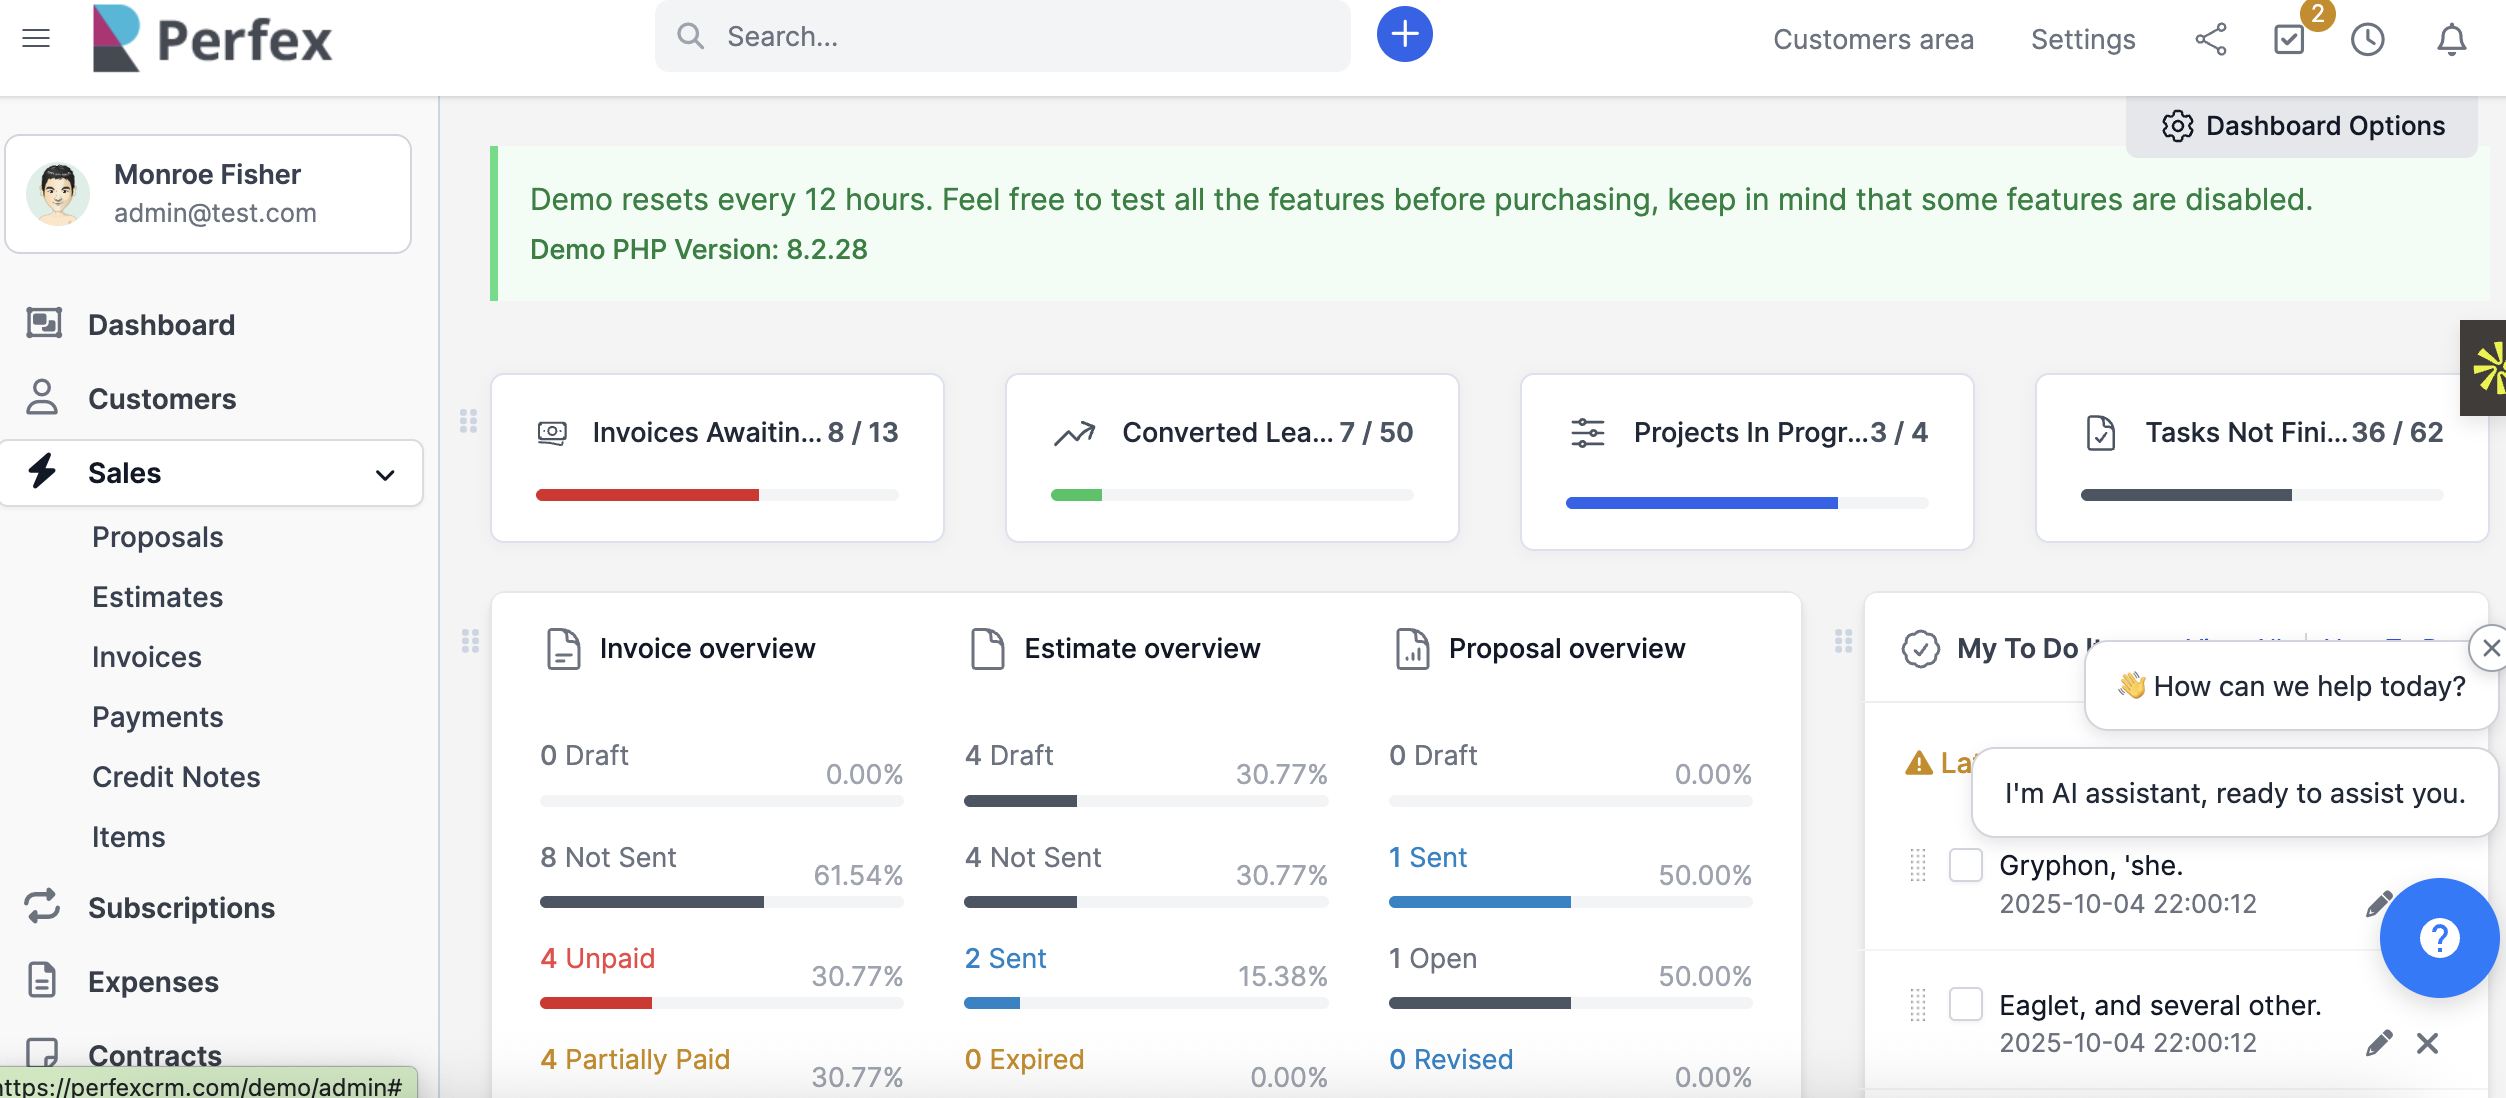 Perfex
Search...
Customers area
Settings
2
Dashboard Options
Monroe Fisher
admin@test.com
Demo resets every 12 hours. Feel free to test all the features before purchasing, keep in mind that some features are disabled.
Demo PHP Version: 8.2.28
Dashboard
Customers
Sales
Proposals
Estimates
Invoices
Payments
Credit Notes
Items
Subscriptions
Expenses
Contracts
https://perfexcrm.com/demo/admin#
Invoices Awaitin... 8 / 13
Converted Lea... 7 / 50
Projects In Progr... 3 / 4
Tasks Not Fini... 36 / 62
Invoice overview
0 Draft
0.00%
8 Not Sent
61.54%
4 Unpaid
30.77%
4 Partially Paid
30.77%
Estimate overview
4 Draft
30.77%
4 Not Sent
30.77%
2 Sent
15.38%
0 Expired
0.00%
Proposal overview
0 Draft
0.00%
1 Sent
50.00%
1 Open
50.00%
0 Revised
0.00%
My To Do
👋 How can we help today?
I'm AI assistant, ready to assist you.
Gryphon, 'she.
2025-10-04 22:00:12
Eaglet, and several other.
2025-10-04 22:00:12
?